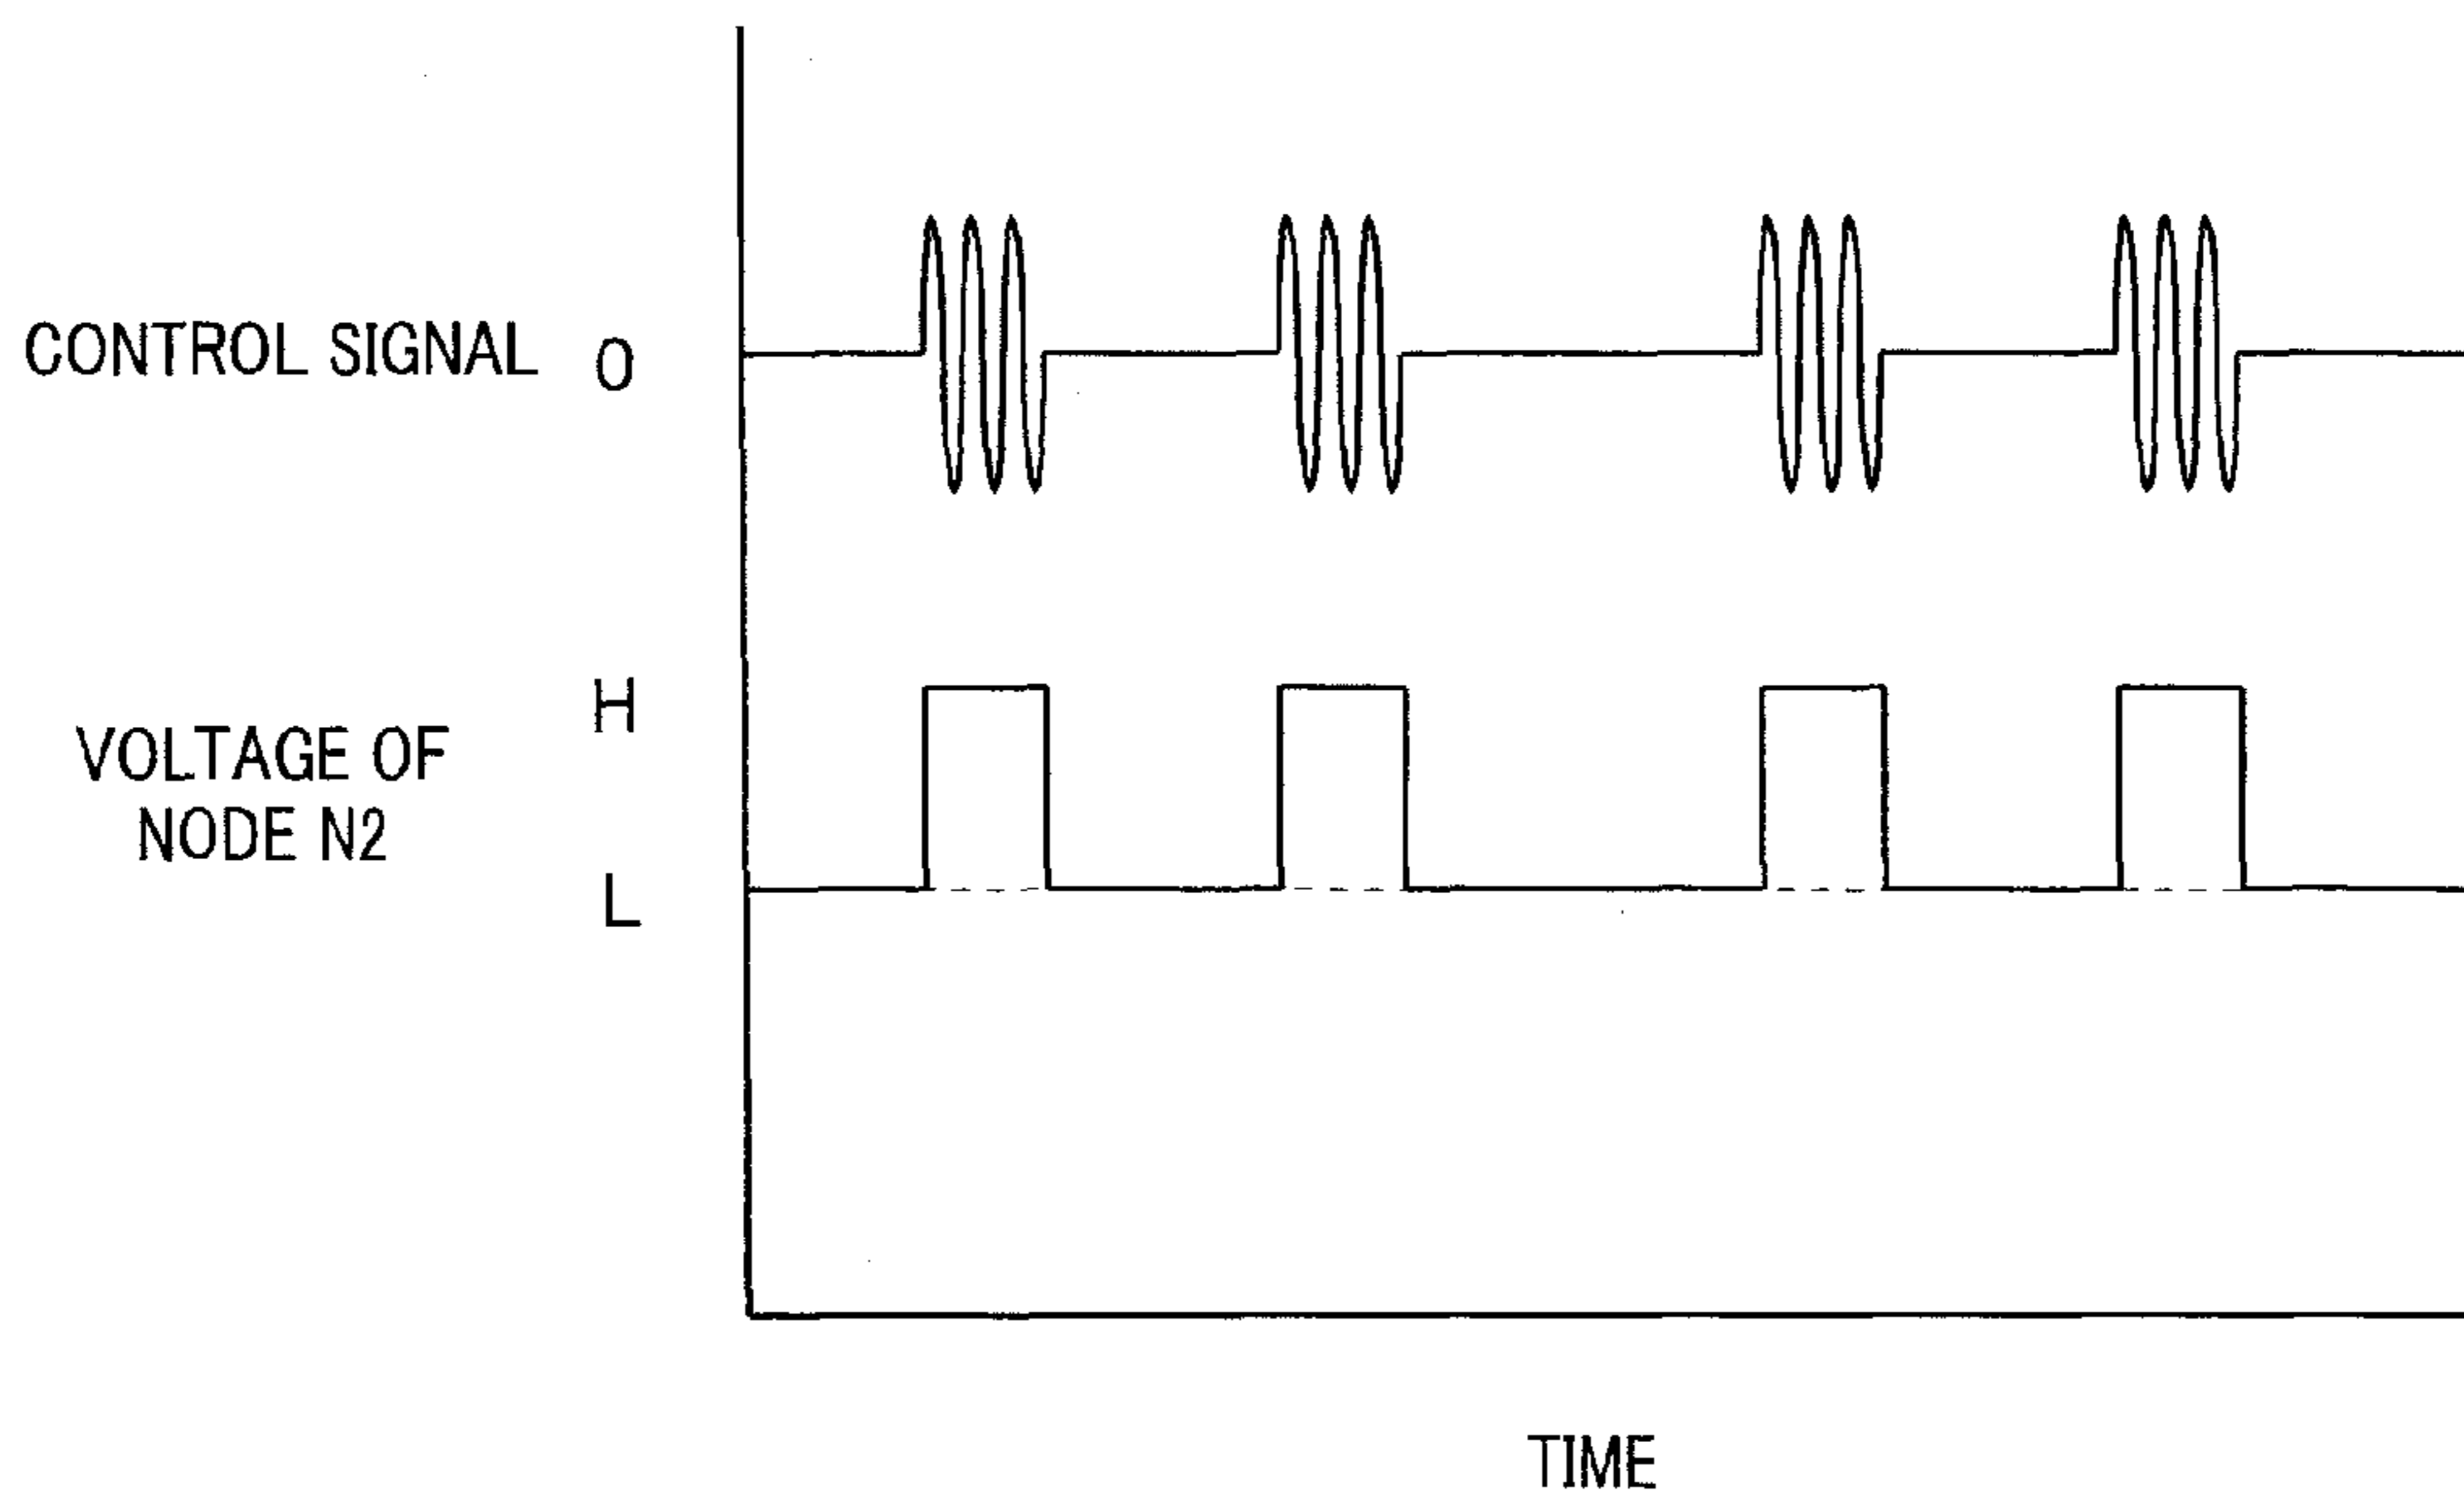 CONTROL SIGNAL 0
H
VOLTAGE OF
NODE N2
L
TIME